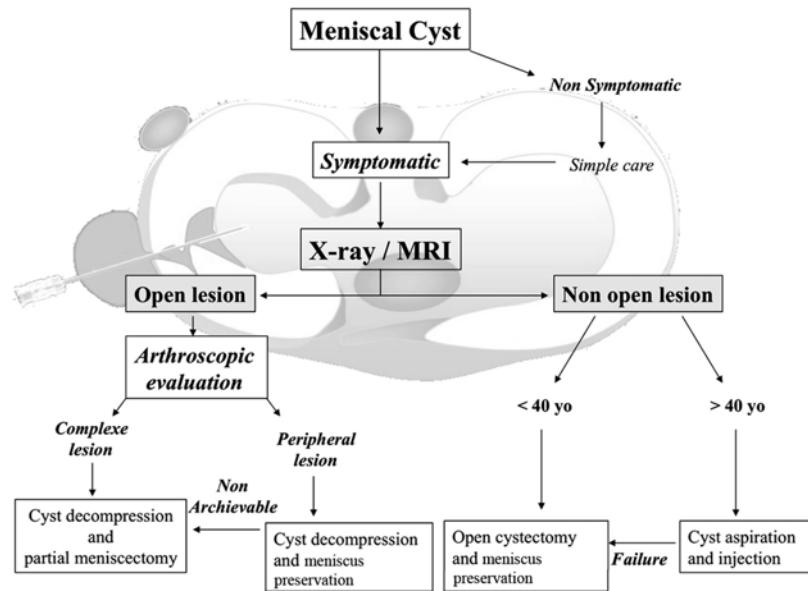 Meniscal Cyst
Non Symptomatic
Symptomatic
Simple care
X-ray / MRI
Open lesion
Non open lesion
Arthroscopic
evaluation
< 40 yo
> 40 yo
Complexe
lesion
Peripheral
lesion
Non
Archievable
Cyst decompression
and
partial meniscectomy
Cyst decompression
and meniscus
preservation
Open cystectomy
and meniscus
preservation
Failure
Cyst aspiration
and injection